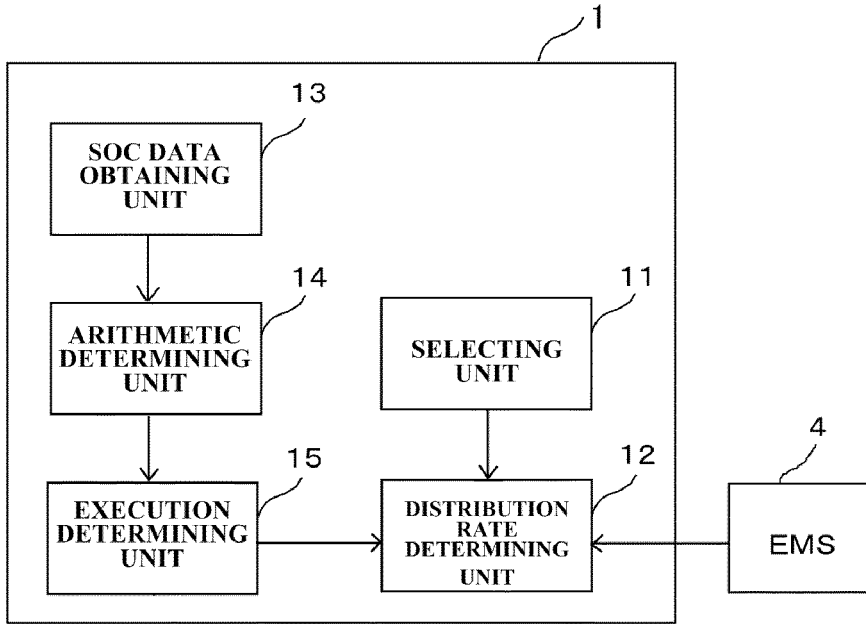 1
13
SOC DATA
OBTAINING
UNIT
14
ARITHMETIC
DETERMINING
UNIT
11
SELECTING
UNIT
15
EXECUTION
DETERMINING
UNIT
12
DISTRIBUTION
RATE
DETERMINING
UNIT
4
EMS